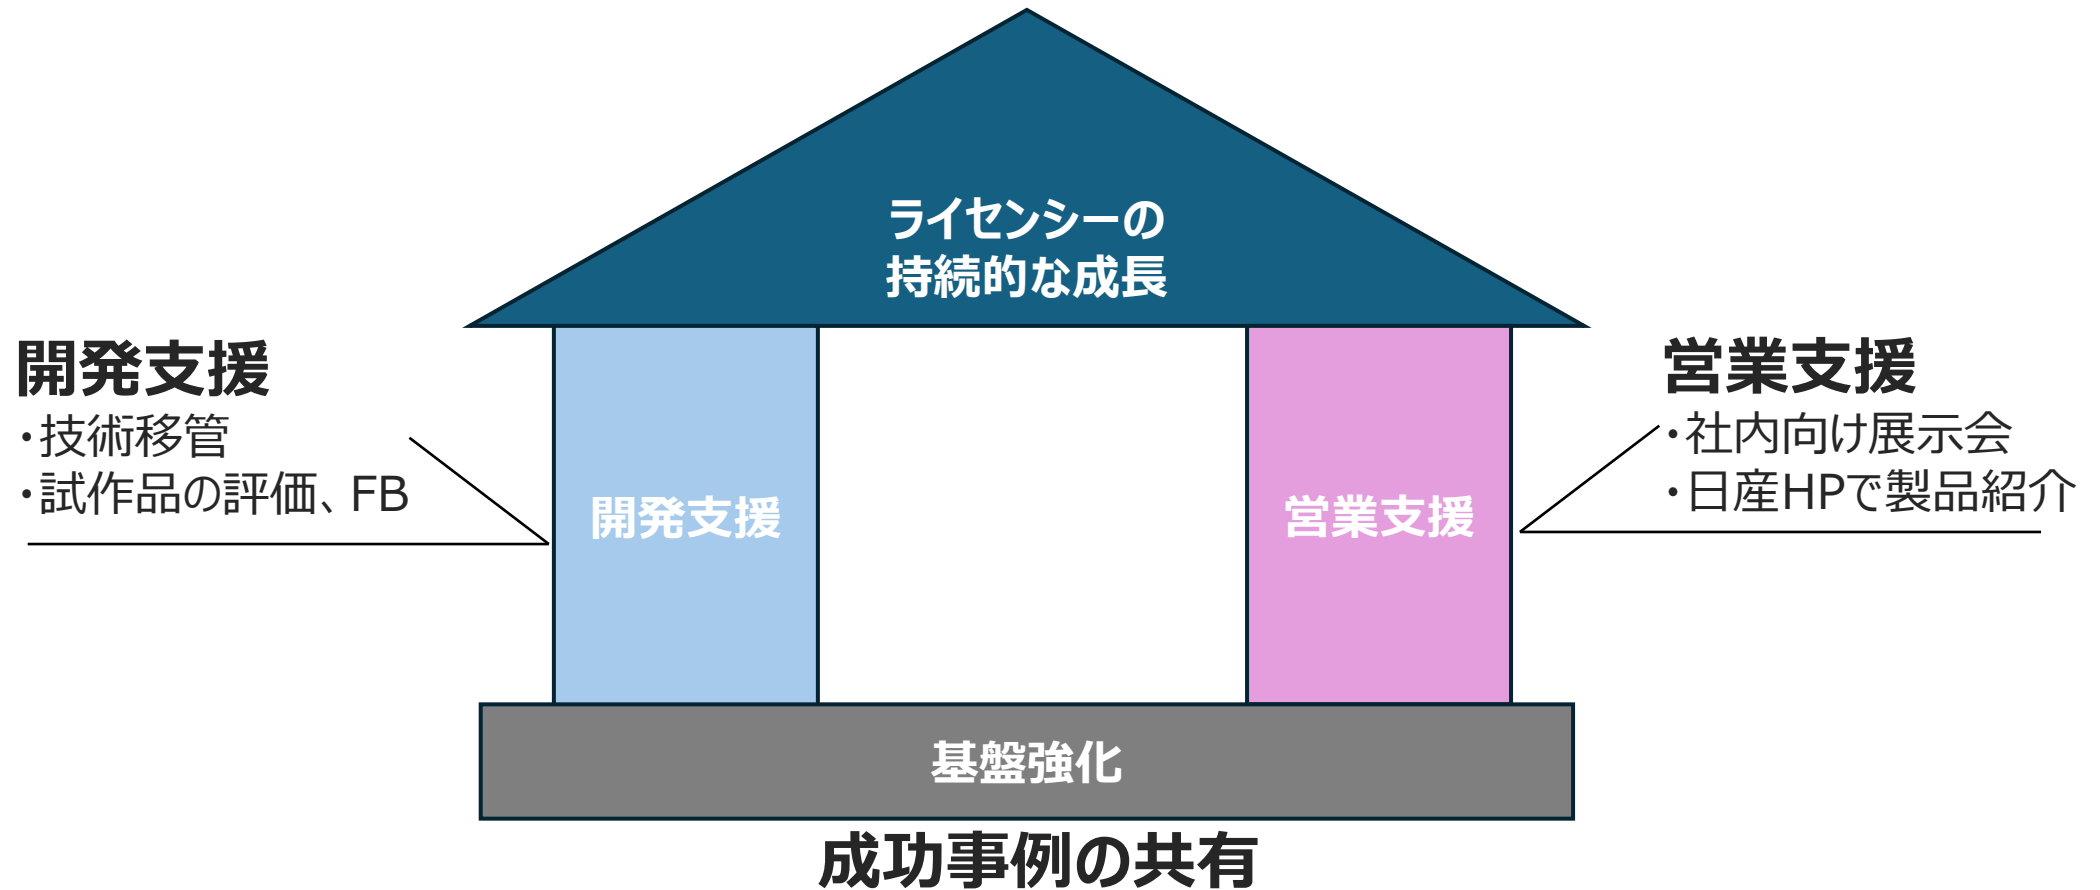 ライセンシーの
持続的な成長
開発支援
・技術移管
・試作品の評価、FB
開発支援
営業支援
営業支援
・社内向け展示会
・日産HPで製品紹介
基盤強化
成功事例の共有